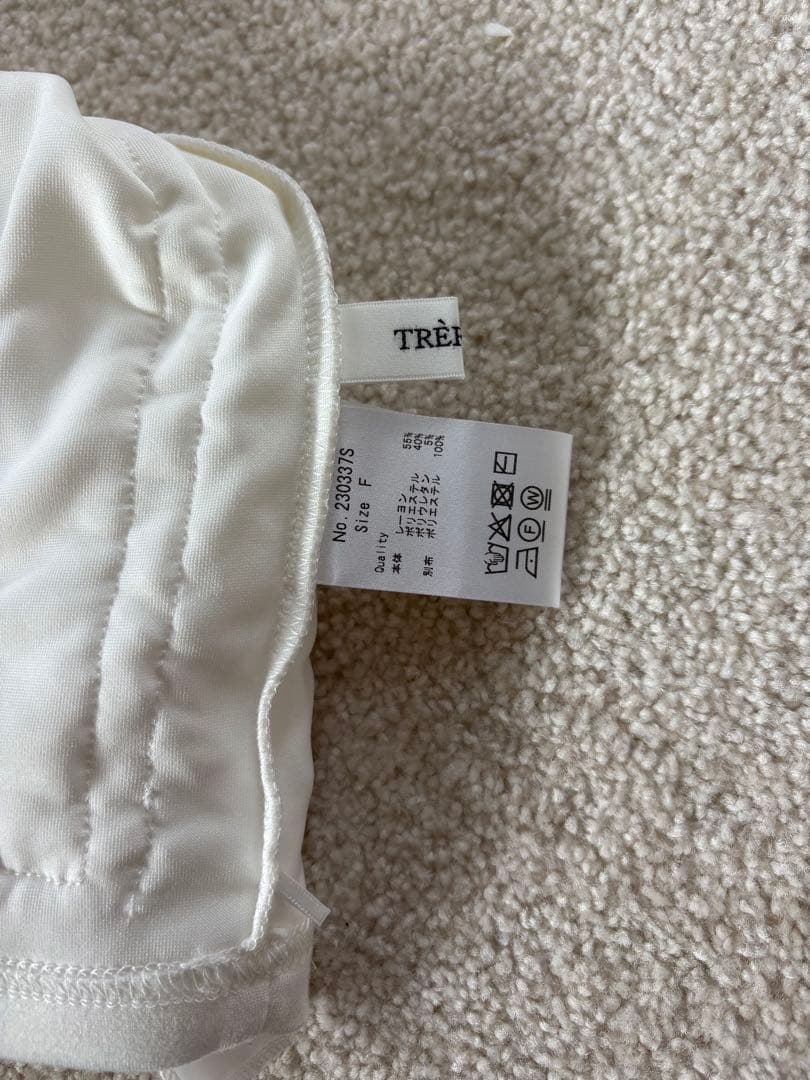 TRÈ
No. 230337S
Size F
Quality
本体 レーヨン 55%
ポリエステル 40%
ポリウレタン 5%
別布 ポリエステル 100%
F W